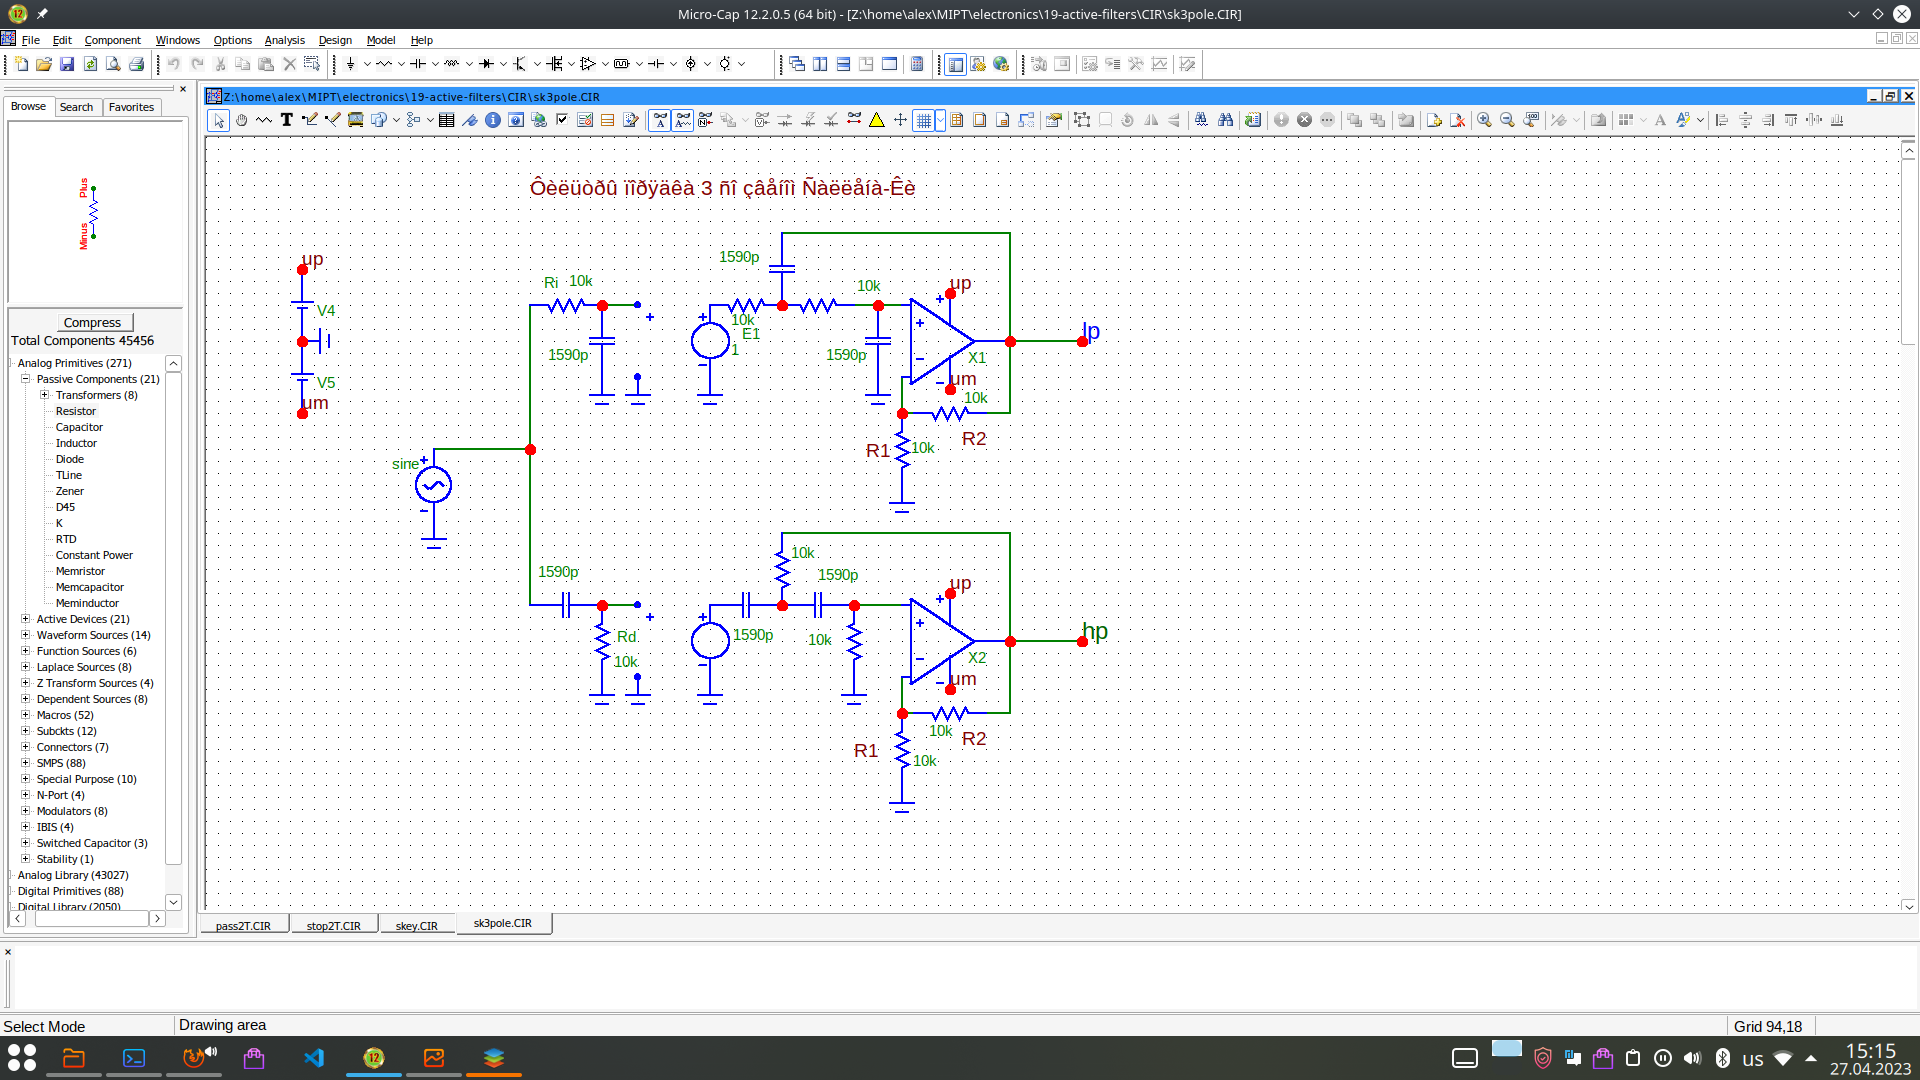 Micro-Cap 12.2.0.5 (64 bit) - [Z:\home\alex\MIPT\electronics\19-active-filters\CIR\sk3pole.CIR]
File Edit Component Windows Options Analysis Design Model Help
Browse Search Favorites
Z:\home\alex\MIPT\electronics\19-active-filters\CIR\sk3pole.CIR
Plus
Minus
Compress
Total Components 45456
Analog Primitives (271)
Passive Components (21)
Transformers (8)
Resistor
Capacitor
Inductor
Diode
TLine
Zener
D45
K
RTD
Constant Power
Memristor
Memcapacitor
Meminductor
Active Devices (21)
Waveform Sources (14)
Function Sources (6)
Laplace Sources (8)
Z Transform Sources (4)
Dependent Sources (8)
Macros (52)
Subckts (12)
Connectors (7)
SMPS (88)
Special Purpose (10)
N-Port (4)
Modulators (8)
IBIS (4)
Switched Capacitor (3)
Stability (1)
Analog Library (43027)
Digital Primitives (88)
Digital Library (2050)
Ôèëüòðû ïîðÿäêà 3 ñî çâåíîì Ñàëëåíà-Êè
up
V4
V5
um
sine
Ri 10k
1590p
1590p
10k
E1
1
10k
1590p
up
X1
um
lp
10k
R2
R1
10k
1590p
Rd
10k
10k
1590p
1590p
10k
up
X2
um
hp
10k
R2
R1
10k
pass2T.CIR stop2T.CIR skey.CIR sk3pole.CIR
Select Mode
Drawing area
Grid 94,18
us
15:15
27.04.2023